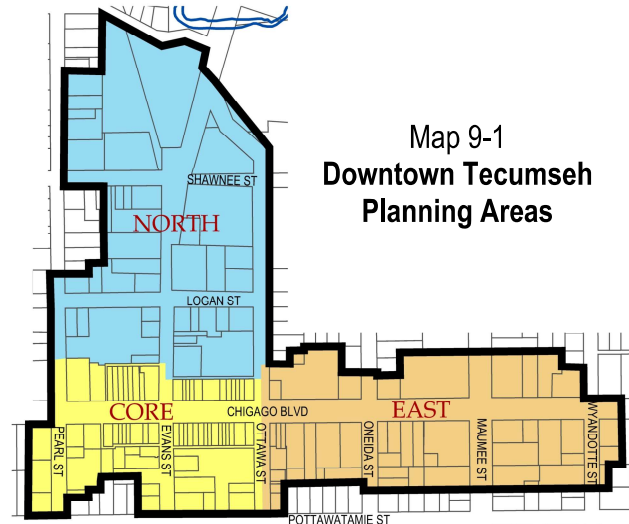 Map 9-1
Downtown Tecumseh
Planning Areas
SHAWNEE ST
NORTH
LOGAN ST
CORE
CHIGAGO BLVD
EAST
PEARL ST
EVANS ST
OTTAWA ST
ONEIDA ST
MAUMEE ST
WYANDOTTE ST
POTTAWATAMIE ST